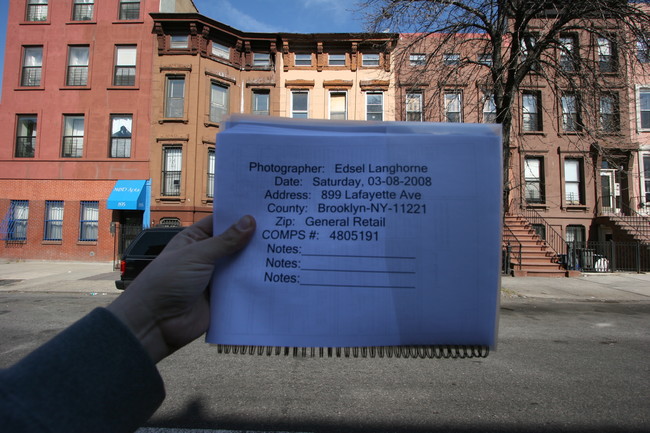 Photographer: Edsel Langhorne
Date: Saturday, 03-08-2008
Address: 899 Lafayette Ave
County: Brooklyn-NY-11221
Zip: General Retail
COMPS #: 4805191
Notes:
Notes:
Notes: